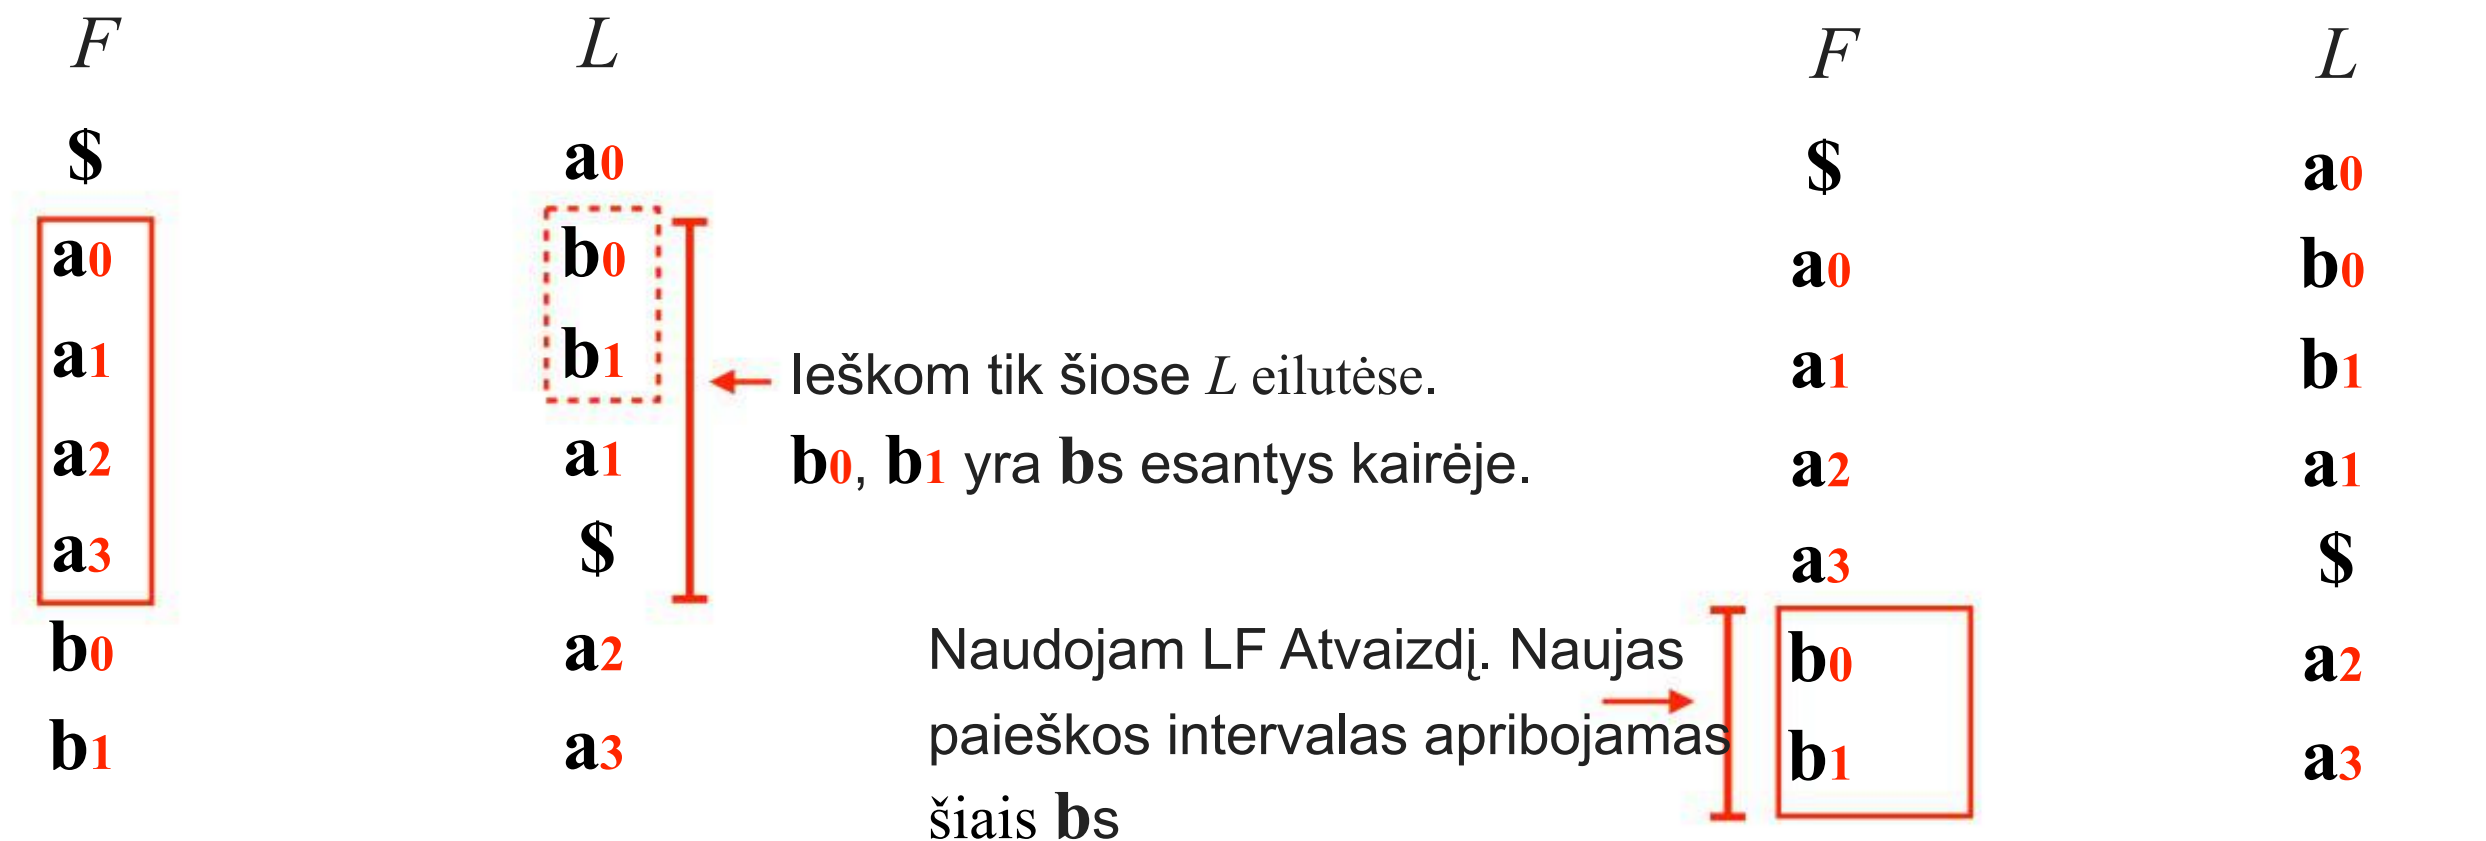 F L F L
$ a0 $ a0
a0 b0 a0 b0
a1 b1 a1 b1
Ieškom tik šiose L eilutėse.
a2 a1 a2 a1
b0, b1 yra bs esantys kairėje.
a3 $ a3 $
b0 a2 b0 a2
Naudojam LF Atvaizdį. Naujas
b1 a3 b1 a3
paieškos intervalas apribojamas
šiais bs